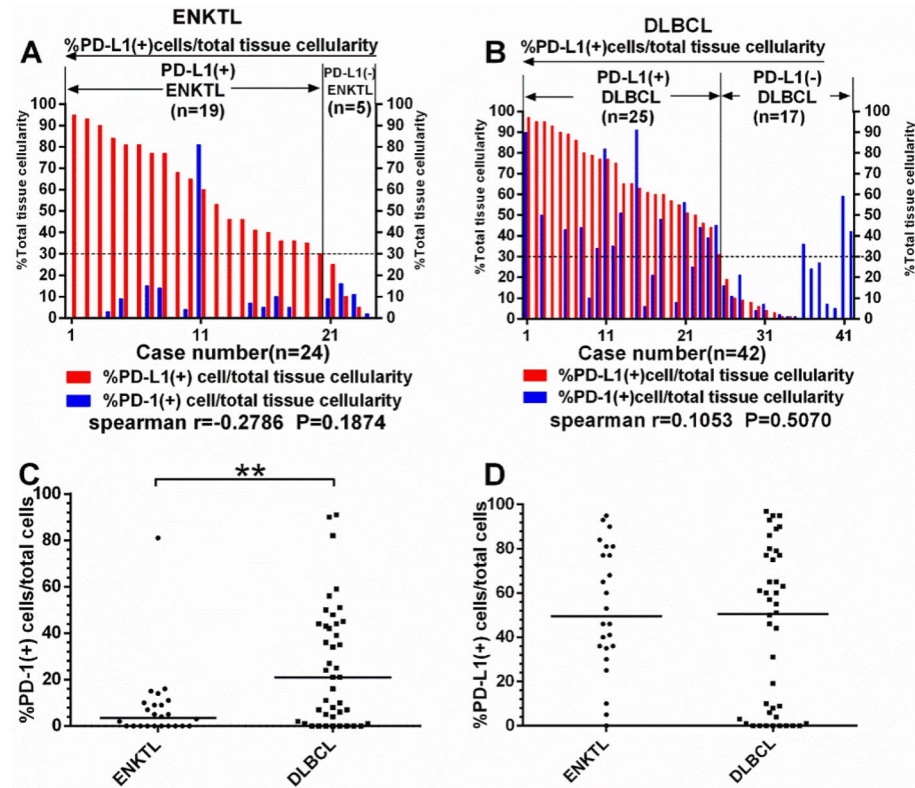 ENKTL
A
%PD-L1(+)cells/total tissue cellularity
PD-L1(+)
ENKTL
(n=19)
PD-L1(-)
ENKTL
(n=5)
%Total tissue cellularity
100
90
80
70
60
50
40
30
20
10
0
100
90
80
70
60
50
40
30
20
10
0
%Total tissue cellularity
1
11
21
Case number(n=24)
%PD-L1(+) cell/total tissue cellularity
%PD-1(+) cell/total tissue cellularity
spearman r=-0.2786 P=0.1874
DLBCL
B
%PD-L1(+)cells/total tissue cellularity
PD-L1(+)
DLBCL
(n=25)
PD-L1(-)
DLBCL
(n=17)
%Total tissue cellularity
100
90
80
70
60
50
40
30
20
10
0
100
90
80
70
60
50
40
30
20
10
0
%Total tissue cellularity
1
11
21
31
41
Case number(n=42)
%PD-L1(+)cell/total tissue cellularity
%PD-1(+)cell/total tissue cellularity
spearman r=0.1053 P=0.5070
C
**
%PD-1(+) cells/total cells
100
80
60
40
20
0
ENKTL
DLBCL
D
%PD-L1(+) cells/total cells
100
80
60
40
20
0
ENKTL
DLBCL